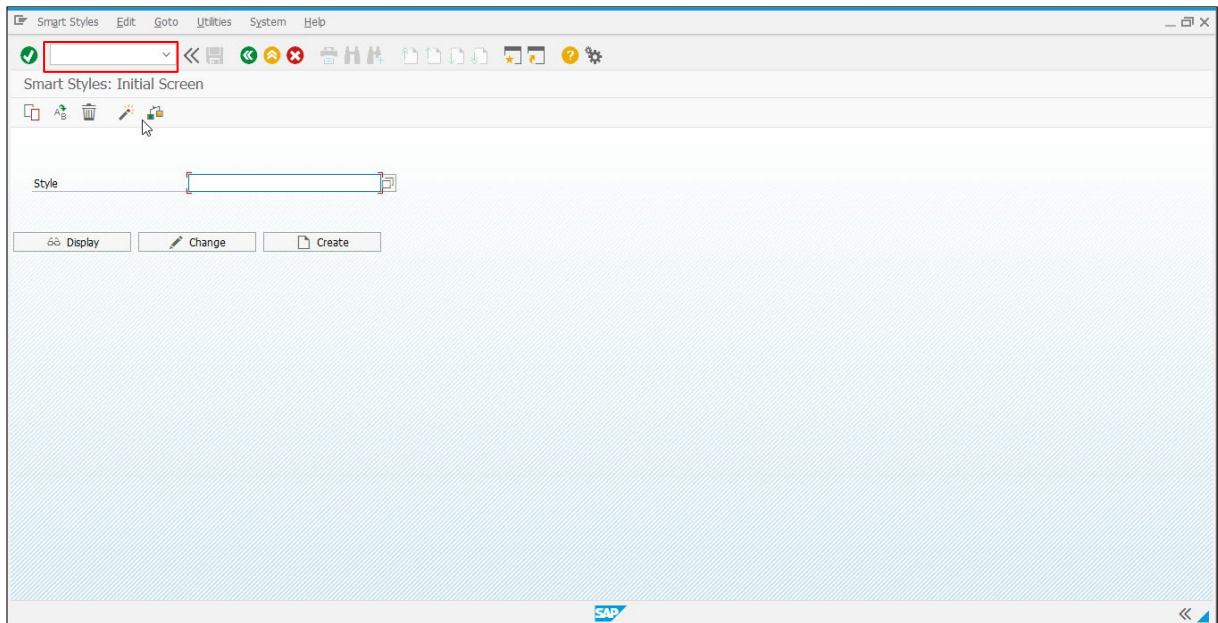 Smart Styles Edit Goto Utilities System Help
Smart Styles: Initial Screen
Style
Display Change Create
SAP